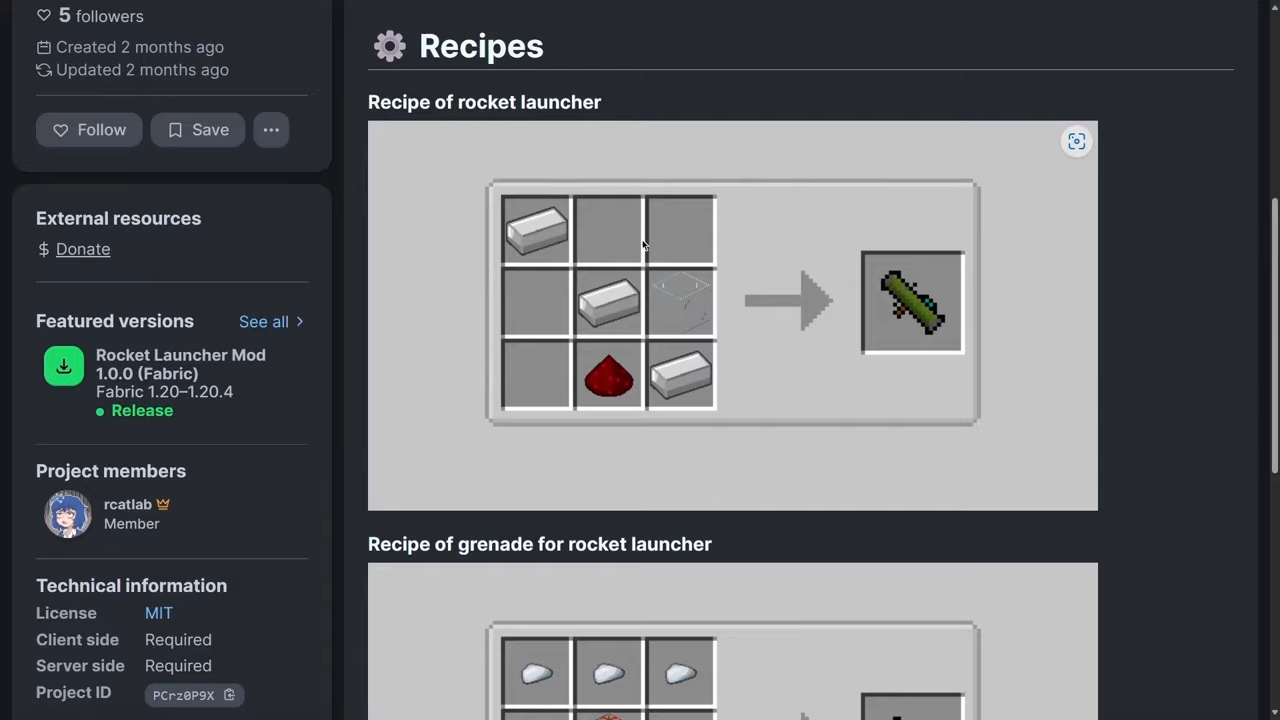 5 followers
Created 2 months ago
Updated 2 months ago
Follow
Save
External resources
Donate
Featured versions
See all
Rocket Launcher Mod
1.0.0 (Fabric)
Fabric 1.20–1.20.4
Release
Project members
rcatlab
Member
Technical information
License MIT
Client side Required
Server side Required
Project ID PCrz0P9X
Recipes
Recipe of rocket launcher
Recipe of grenade for rocket launcher